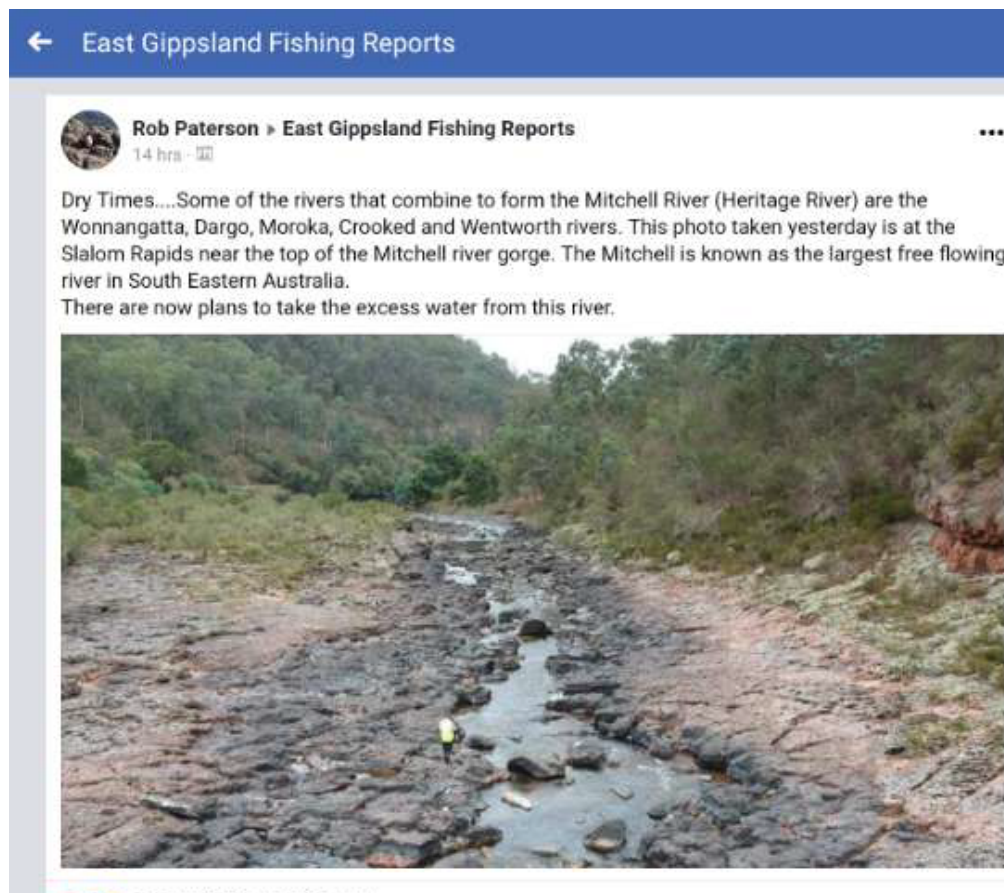 East Gippsland Fishing Reports
Rob Paterson ▸ East Gippsland Fishing Reports
14 hrs ·
Dry Times....Some of the rivers that combine to form the Mitchell River (Heritage River) are the
Wonnangatta, Dargo, Moroka, Crooked and Wentworth rivers. This photo taken yesterday is at the
Slalom Rapids near the top of the Mitchell river gorge. The Mitchell is known as the largest free flowing
river in South Eastern Australia.
There are now plans to take the excess water from this river.